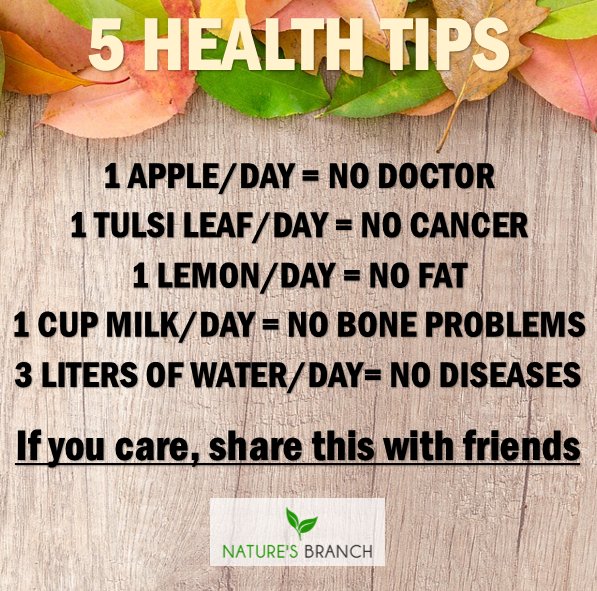 5 HEALTH TIPS
1 APPLE/DAY = NO DOCTOR
1 TULSI LEAF/DAY = NO CANCER
1 LEMON/DAY = NO FAT
1 CUP MILK/DAY = NO BONE PROBLEMS
3 LITERS OF WATER/DAY= NO DISEASES
If you care, share this with friends
NATURE'S BRANCH